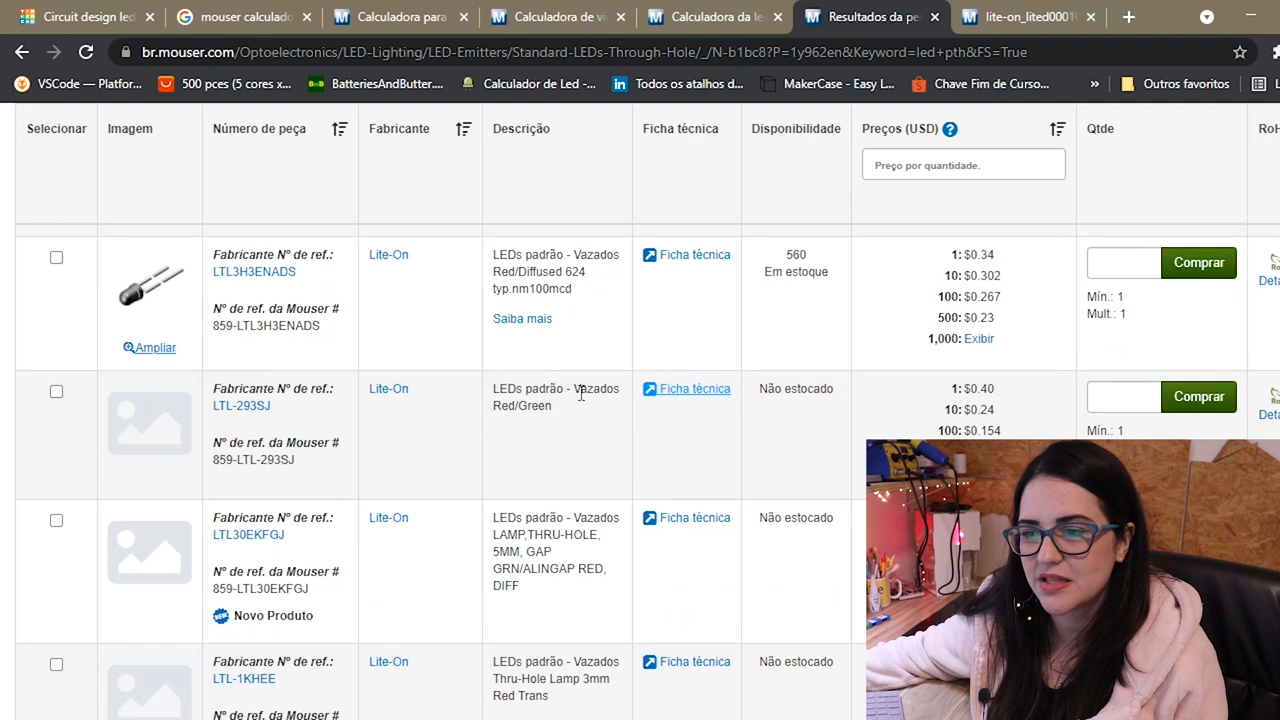 Circuit design led
mouser calculado
Calculadora para
Calculadora de vi
Calculadora da le
Resultados da pe
lite-on_lited0001
br.mouser.com/Optoelectronics/LED-Lighting/LED-Emitters/Standard-LEDs-Through-Hole/_/N-b1bc8?P=1y962en&Keyword=led+pth&FS=True
VSCode — Platfor...
500 pces (5 cores x...
BatteriesAndButter....
Calculador de Led -...
Todos os atalhos d...
MakerCase - Easy L...
Chave Fim de Curso...
»
Outros favoritos
Selecionar
Imagem
Número de peça
Fabricante
Descrição
Ficha técnica
Disponibilidade
Preços (USD)
Qtde
RoH
Preço por quantidade.
Fabricante Nº de ref.:
LTL3H3ENADS
Nº de ref. da Mouser #
859-LTL3H3ENADS
Ampliar
Lite-On
LEDs padrão - Vazados
Red/Diffused 624
typ.nm100mcd
Saiba mais
Ficha técnica
560
Em estoque
1: $0.34
10: $0.302
100: $0.267
500: $0.23
1,000: Exibir
Comprar
Mín.: 1
Mult.: 1
Deta
Fabricante Nº de ref.:
LTL-293SJ
Nº de ref. da Mouser #
859-LTL-293SJ
Lite-On
LEDs padrão - Vazados
Red/Green
Ficha técnica
Não estocado
1: $0.40
10: $0.24
100: $0.154
Comprar
Mín.: 1
Deta
Fabricante Nº de ref.:
LTL30EKFGJ
Nº de ref. da Mouser #
859-LTL30EKFGJ
Novo Produto
Lite-On
LEDs padrão - Vazados
LAMP,THRU-HOLE,
5MM, GAP
GRN/ALINGAP RED,
DIFF
Ficha técnica
Não estocado
Fabricante Nº de ref.:
LTL-1KHEE
Nº de ref. da Mouser #
Lite-On
LEDs padrão - Vazados
Thru-Hole Lamp 3mm
Red Trans
Ficha técnica
Não estocado